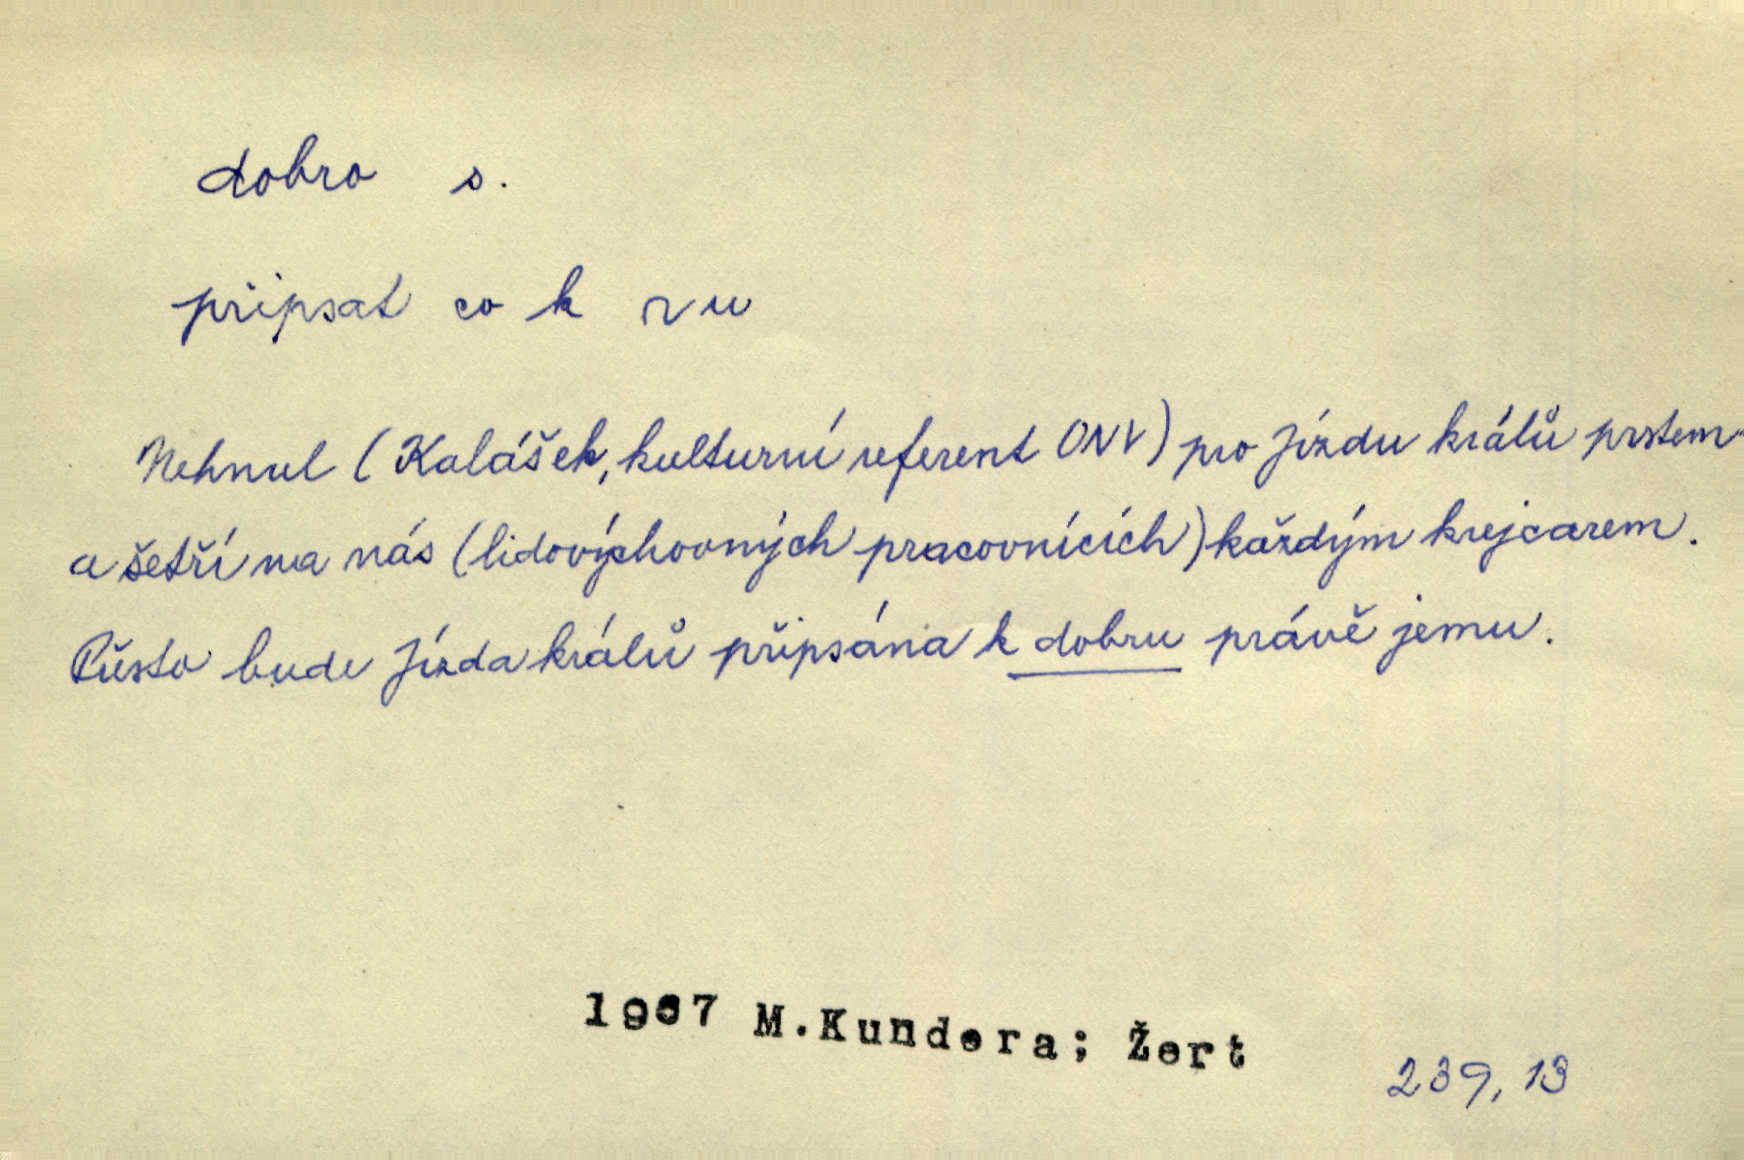 dobro s.
připsat co k ~u
Nehnul (Kalášek, kulturní referent ONV) pro Jízdu králů prstem
a šetří na nás (lidovýchovných pracovnících) každým krejcarem.
Přesto bude Jízda králů připsána k dobru právě jemu.
1967 M.Kundera; Žert
239,13